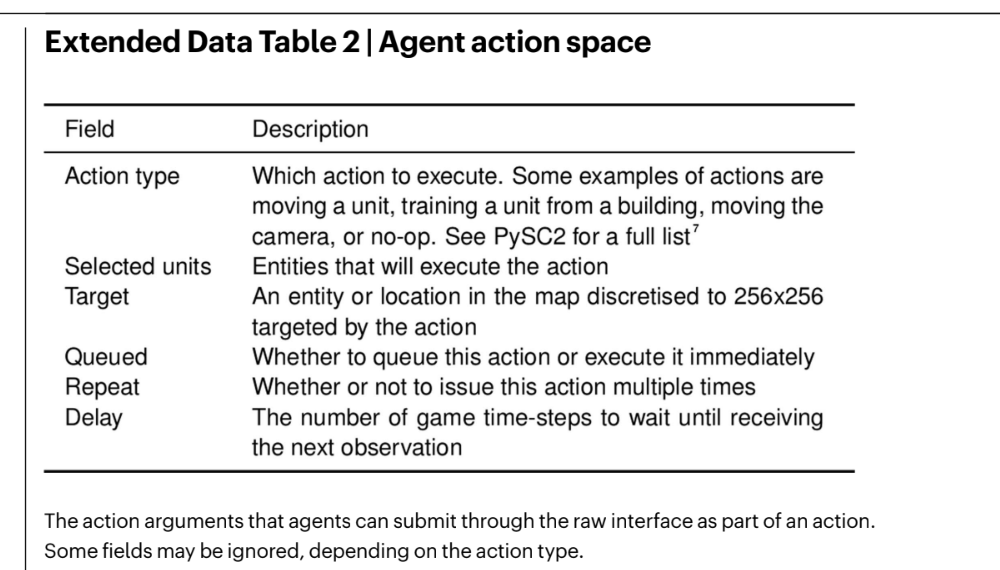 Extended Data Table 2 | Agent action space
Field Description
Action type Which action to execute. Some examples of actions are
moving a unit, training a unit from a building, moving the
camera, or no-op. See PySC2 for a full list7
Selected units Entities that will execute the action
Target An entity or location in the map discretised to 256x256
targeted by the action
Queued Whether to queue this action or execute it immediately
Repeat Whether or not to issue this action multiple times
Delay The number of game time-steps to wait until receiving
the next observation
The action arguments that agents can submit through the raw interface as part of an action.
Some fields may be ignored, depending on the action type.